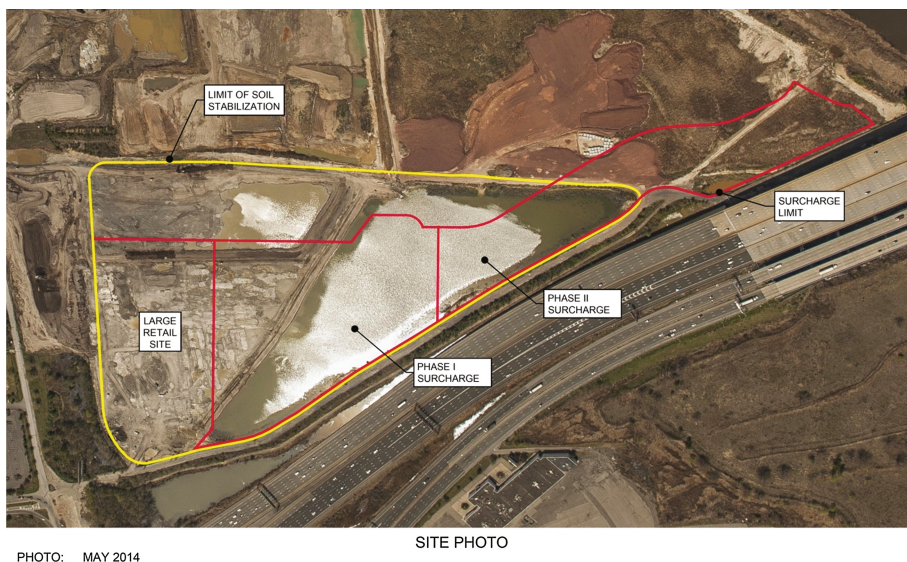 LIMIT OF SOIL
STABILIZATION
SURCHARGE
LIMIT
PHASE II
SURCHARGE
LARGE
RETAIL
SITE
PHASE I
SURCHARGE
SITE PHOTO
PHOTO: MAY 2014